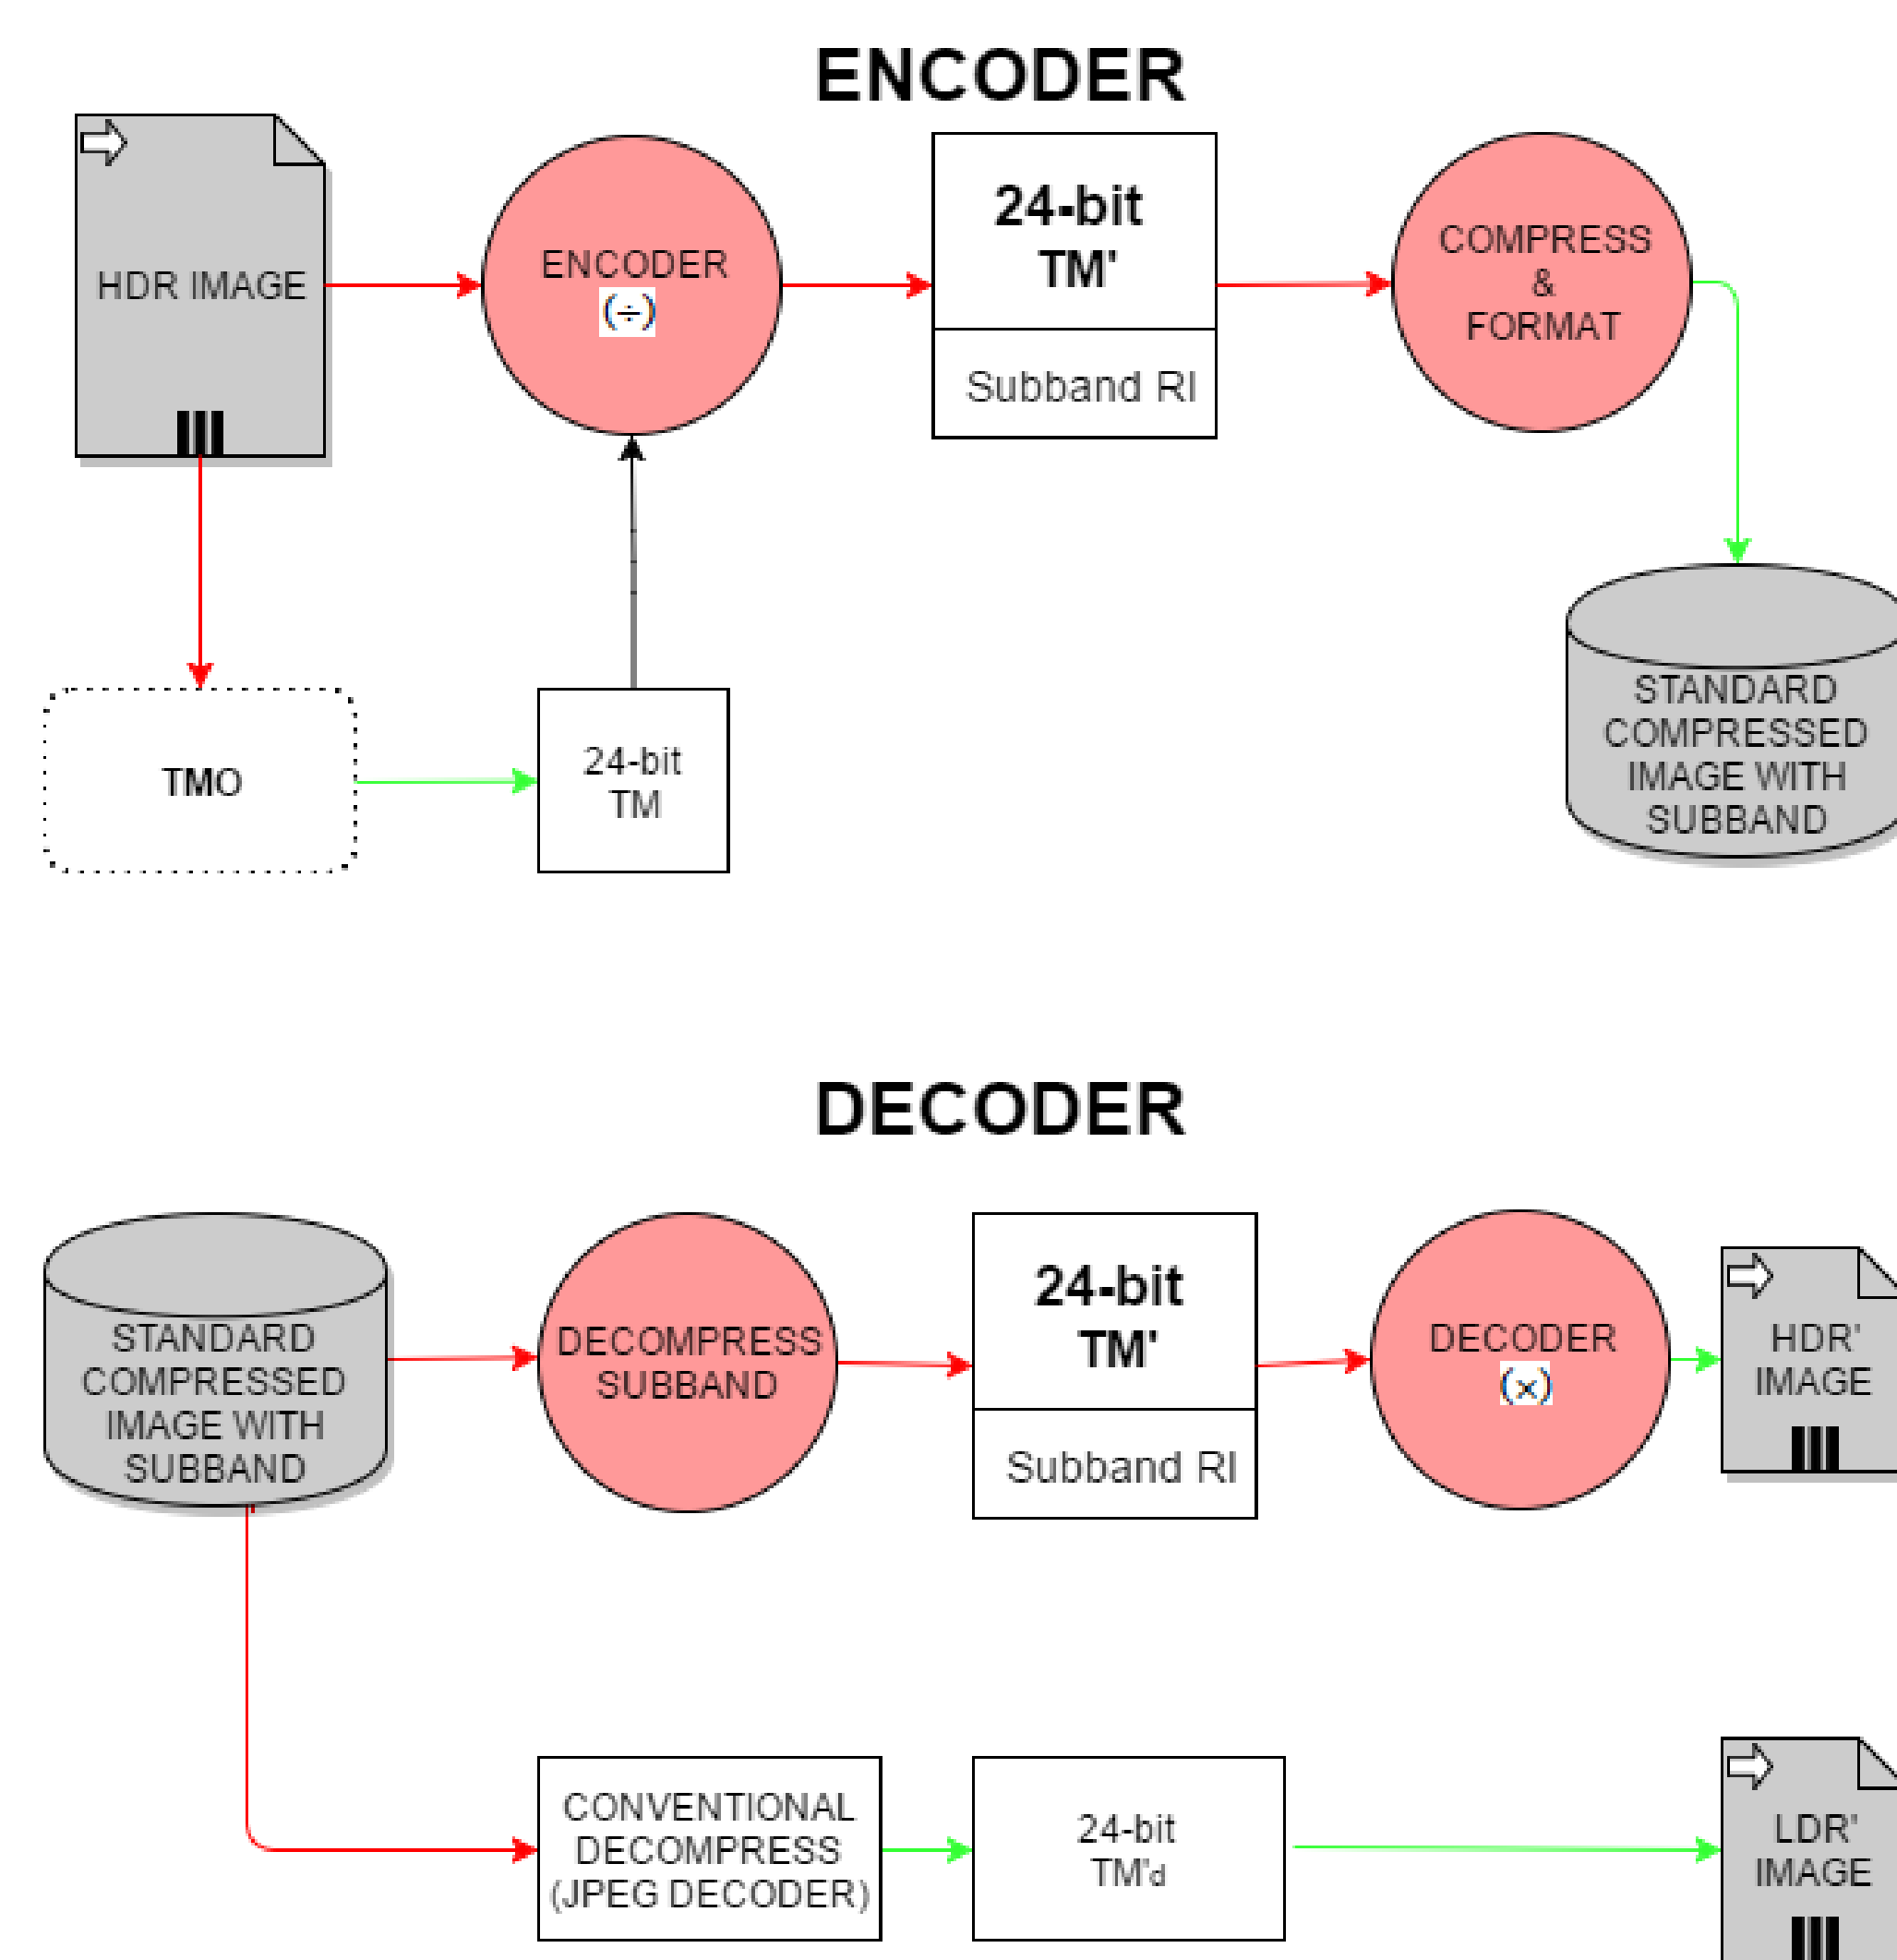 ENCODER
HDR IMAGE
ENCODER
(÷)
24-bit
TM'
Subband RI
COMPRESS
&
FORMAT
TMO
24-bit
TM
STANDARD
COMPRESSED
IMAGE WITH
SUBBAND
DECODER
STANDARD
COMPRESSED
IMAGE WITH
SUBBAND
DECOMPRESS
SUBBAND
24-bit
TM'
Subband RI
DECODER
(×)
HDR'
IMAGE
CONVENTIONAL
DECOMPRESS
(JPEG DECODER)
24-bit
TM'd
LDR'
IMAGE